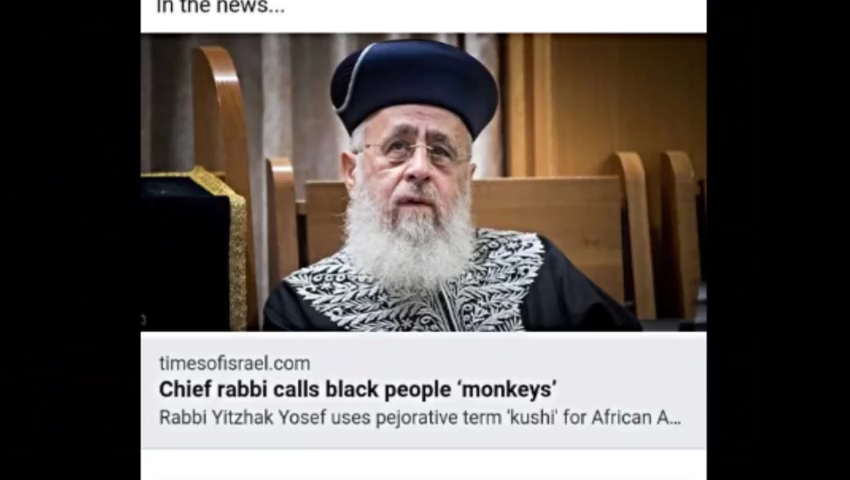 In the news...
timesofisrael.com
Chief rabbi calls black people ‘monkeys’
Rabbi Yitzhak Yosef uses pejorative term 'kushi' for African A...